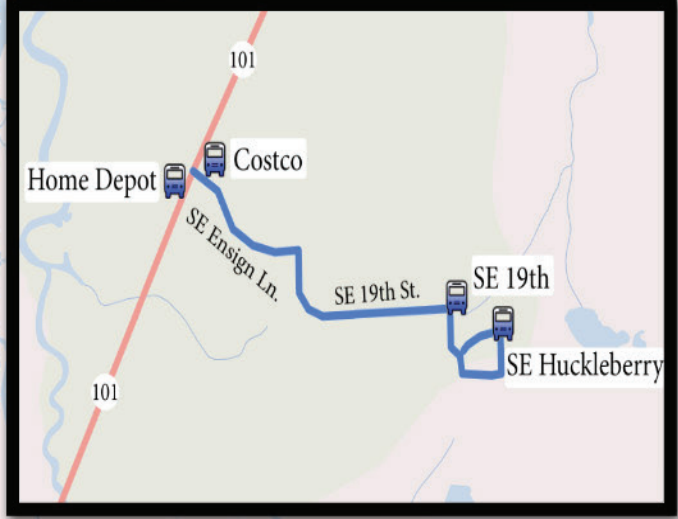 101
Costco
Home Depot
SE Ensign Ln.
SE 19th
SE 19th St.
SE Huckleberry
101